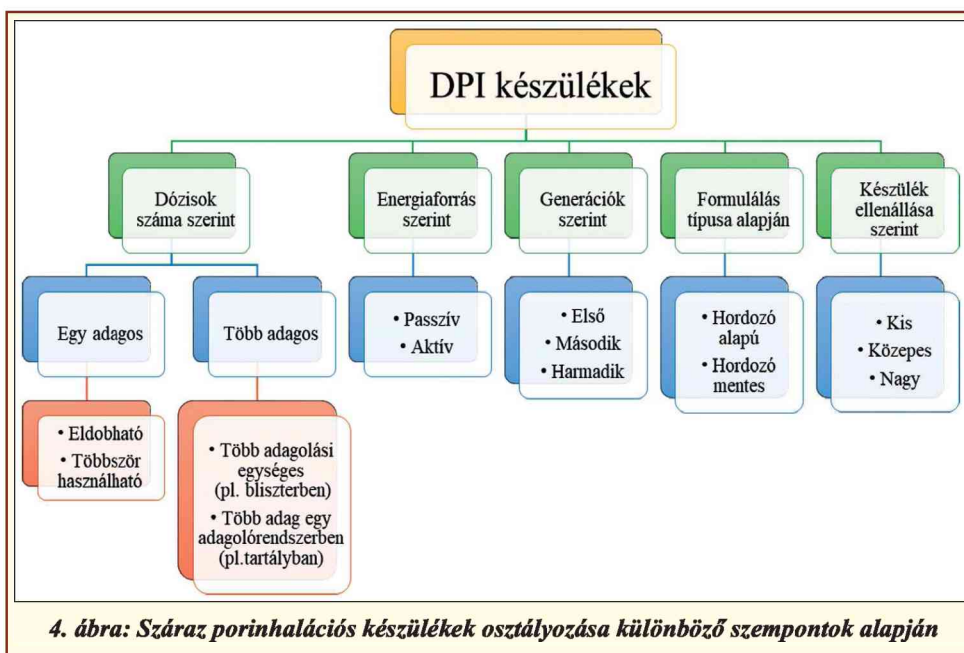 DPI készülékek
Dózisok
száma szerint
Energiaforrás
szerint
Generációk
szerint
Formulálás
típusa alapján
Készülék
ellenállása
szerint
Egy adagos
Több adagos
• Passzív
• Aktív
• Első
• Második
• Harmadik
• Hordozó
alapú
• Hordozó
mentes
• Kis
• Közepes
• Nagy
• Eldobható
• Többször
használható
• Több adagolási
egységes
(pl. bliszterben)
• Több adag egy
adagolórendszerben
(pl.tartályban)
4. ábra: Száraz porinhalációs készülékek osztályozása különböző szempontok alapján